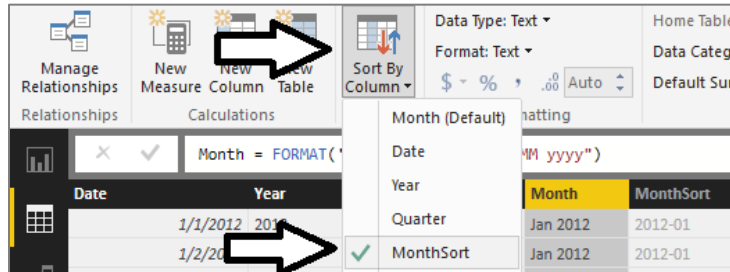 Manage Relationships
New Measure
New Column
New Table
Sort By Column
Data Type: Text
Format: Text
$ % , .00 Auto
Home Table
Data Categ
Default Su
Relationships
Calculations
Month (Default)
Date
Year
Quarter
MonthSort
atting
Month = FORMAT(" MM yyyy")
Date Year Month MonthSort
1/1/2012 Jan 2012 2012-01
1/2/20 Jan 2012 2012-01